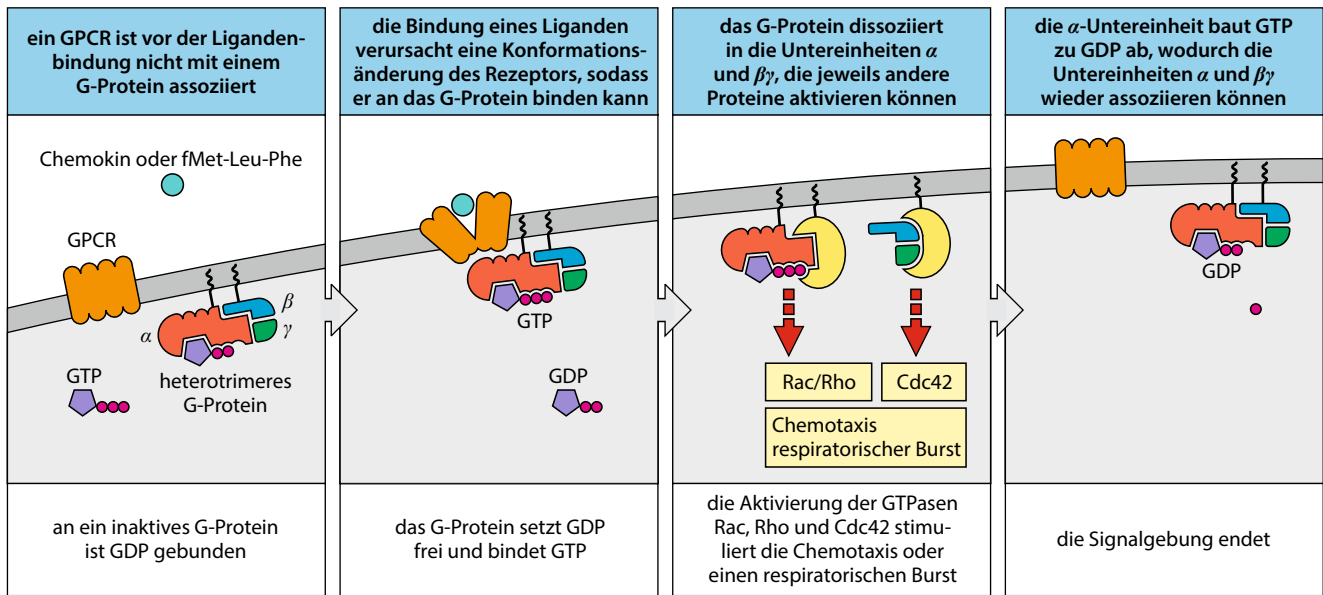 ein GPCR ist vor der Liganden-
bindung nicht mit einem
G-Protein assoziiert
Chemokin oder fMet-Leu-Phe
GPCR
α
β
γ
GTP
heterotrimeres
G-Protein
an ein inaktives G-Protein
ist GDP gebunden
die Bindung eines Liganden
verursacht eine Konformations-
änderung des Rezeptors, sodass
er an das G-Protein binden kann
GTP
GDP
das G-Protein setzt GDP
frei und bindet GTP
das G-Protein dissoziiert
in die Untereinheiten α
und βγ, die jeweils andere
Proteine aktivieren können
Rac/Rho
Cdc42
Chemotaxis
respiratorischer Burst
die Aktivierung der GTPasen
Rac, Rho und Cdc42 stimu-
liert die Chemotaxis oder
einen respiratorischen Burst
die α-Untereinheit baut GTP
zu GDP ab, wodurch die
Untereinheiten α und βγ
wieder assoziieren können
GDP
die Signalgebung endet